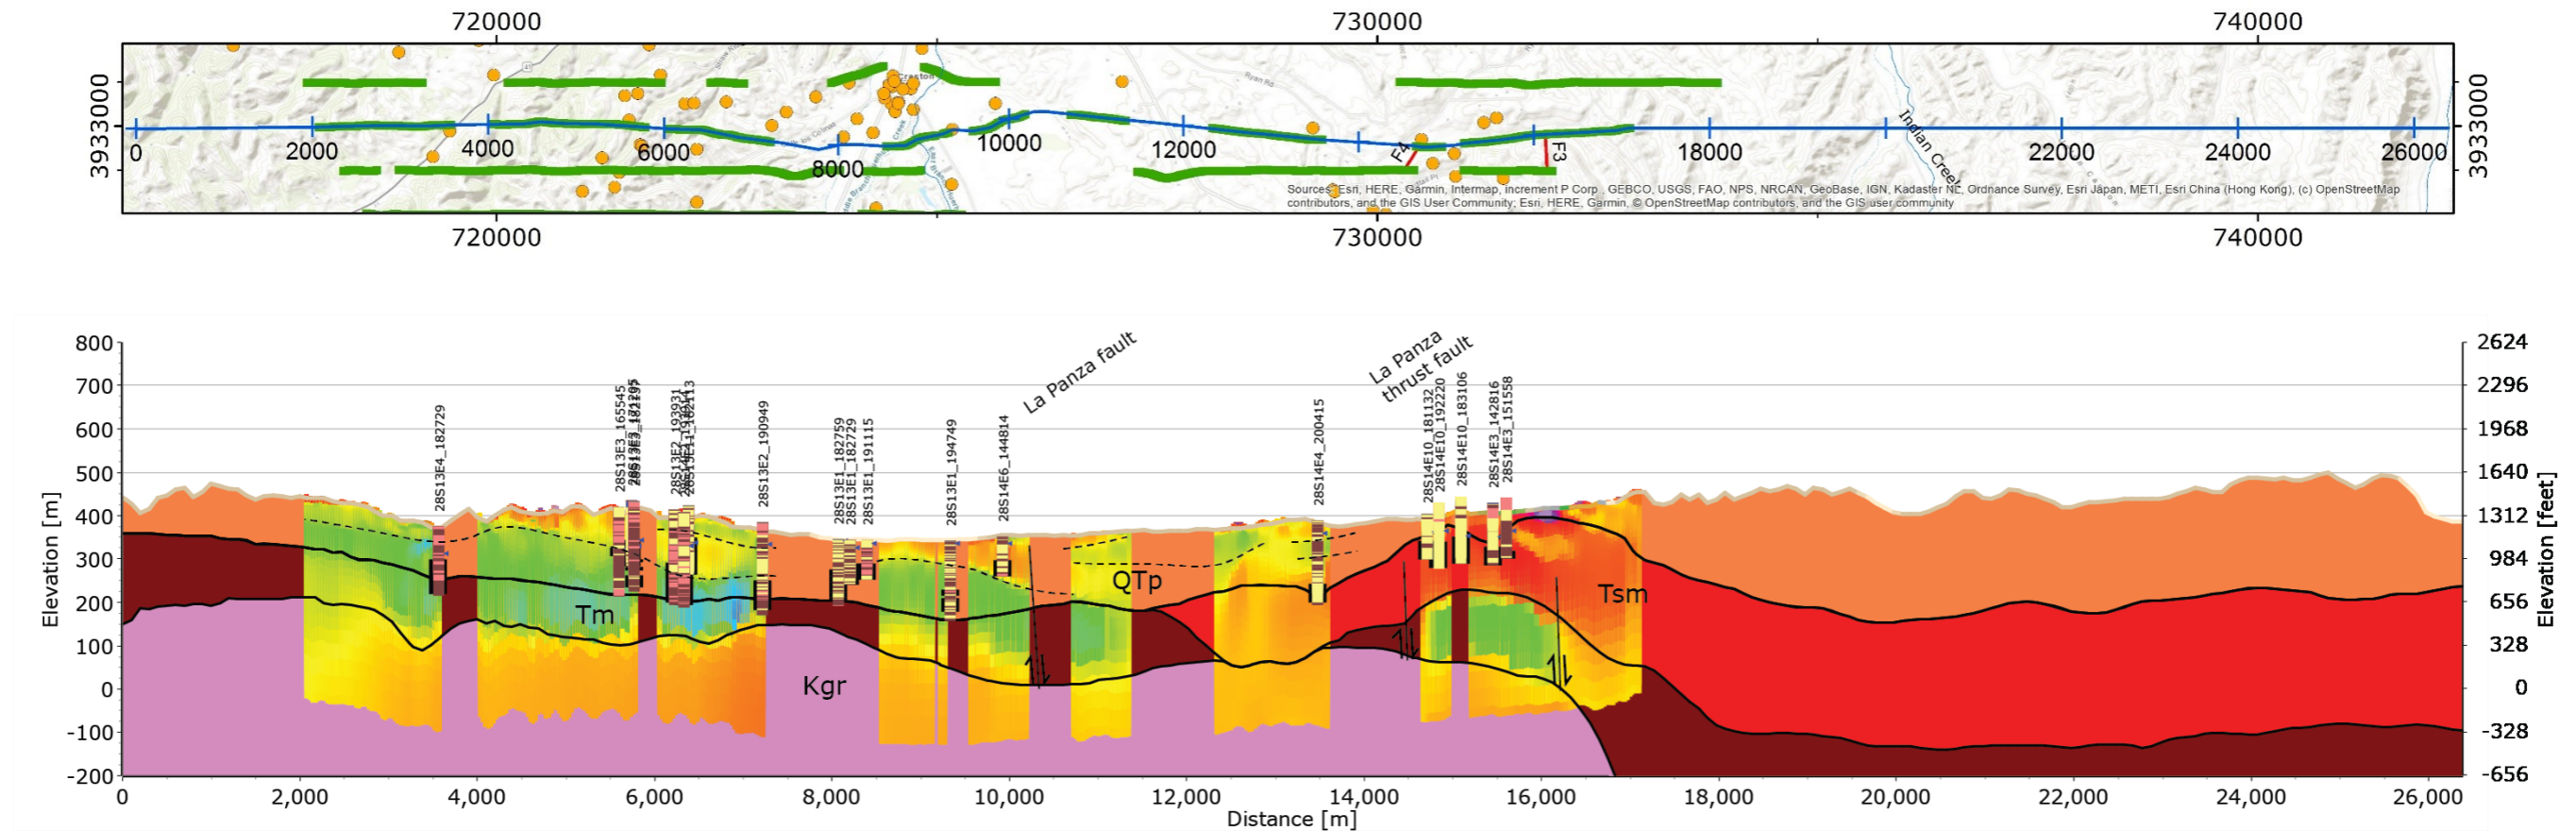 720000 730000 740000
3933000 3933000
41
Creston
Ryan Rd
0 2000 4000 6000 8000 10000 12000 18000 22000 24000 26000
F4 F3
Indian Creek
Sources: Esri, HERE, Garmin, Intermap, increment P Corp., GEBCO, USGS, FAO, NPS, NRCAN, GeoBase, IGN, Kadaster NL, Ordnance Survey, Esri Japan, METI, Esri China (Hong Kong), (c) OpenStreetMap
contributors, and the GIS User Community; Esri, HERE, Garmin, © OpenStreetMap contributors, and the GIS user community
720000 730000 740000
La Panza fault
La Panza
thrust fault
28S13E4_182729
28S13E3_165545
28S13E2_193931
28S13E2_190949
28S13E1_182759
28S13E1_182729
28S13E1_191115
28S13E1_194749
28S14E6_144814
28S14E4_200415
28S14E10_181132
28S14E10_192220
28S14E10_183106
28S14E3_142816
28S14E3_151558
Elevation [m]
800
700
600
500
400
300
200
100
0
-100
-200
2624
2296
1968
1640
1312
984
656
328
0
-328
-656
Elevation [feet]
Tm
QTp
Tsm
Kgr
0 2,000 4,000 6,000 8,000 10,000 12,000 14,000 16,000 18,000 20,000 22,000 24,000 26,000
Distance [m]